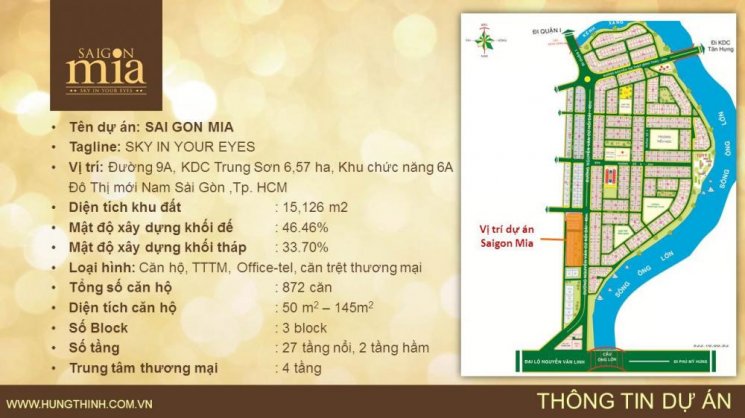 SAIGON
mia
SKY IN YOUR EYES
• Tên dự án: SAI GON MIA
• Tagline: SKY IN YOUR EYES
• Vị trí: Đường 9A, KDC Trung Sơn 6,57 ha, Khu chức năng 6A
Đô Thị mới Nam Sài Gòn ,Tp. HCM
• Diện tích khu đất : 15,126 m2
• Mật độ xây dựng khối đế : 46.46%
• Mật độ xây dựng khối tháp : 33.70%
• Loại hình: Căn hộ, TTTM, Office-tel, căn trệt thương mại
• Tổng số căn hộ : 872 căn
• Diện tích căn hộ : 50 m2 – 145m2
• Số Block : 3 block
• Số tầng : 27 tầng nổi, 2 tầng hầm
• Trung tâm thương mại : 4 tầng
ĐI QUẬN I
Đi KDC
Tân Hưng
Vị trí dự án
Saigon Mia
SÔNG ÔNG LỚN
SÔNG ÔNG LỚN
ĐẠI LỘ NGUYỄN VĂN LINH
CẦU
ÔNG LỚN
ĐI PHÚ MỸ HƯNG
WWW.HUNGTHINH.COM.VN
THÔNG TIN DỰ ÁN